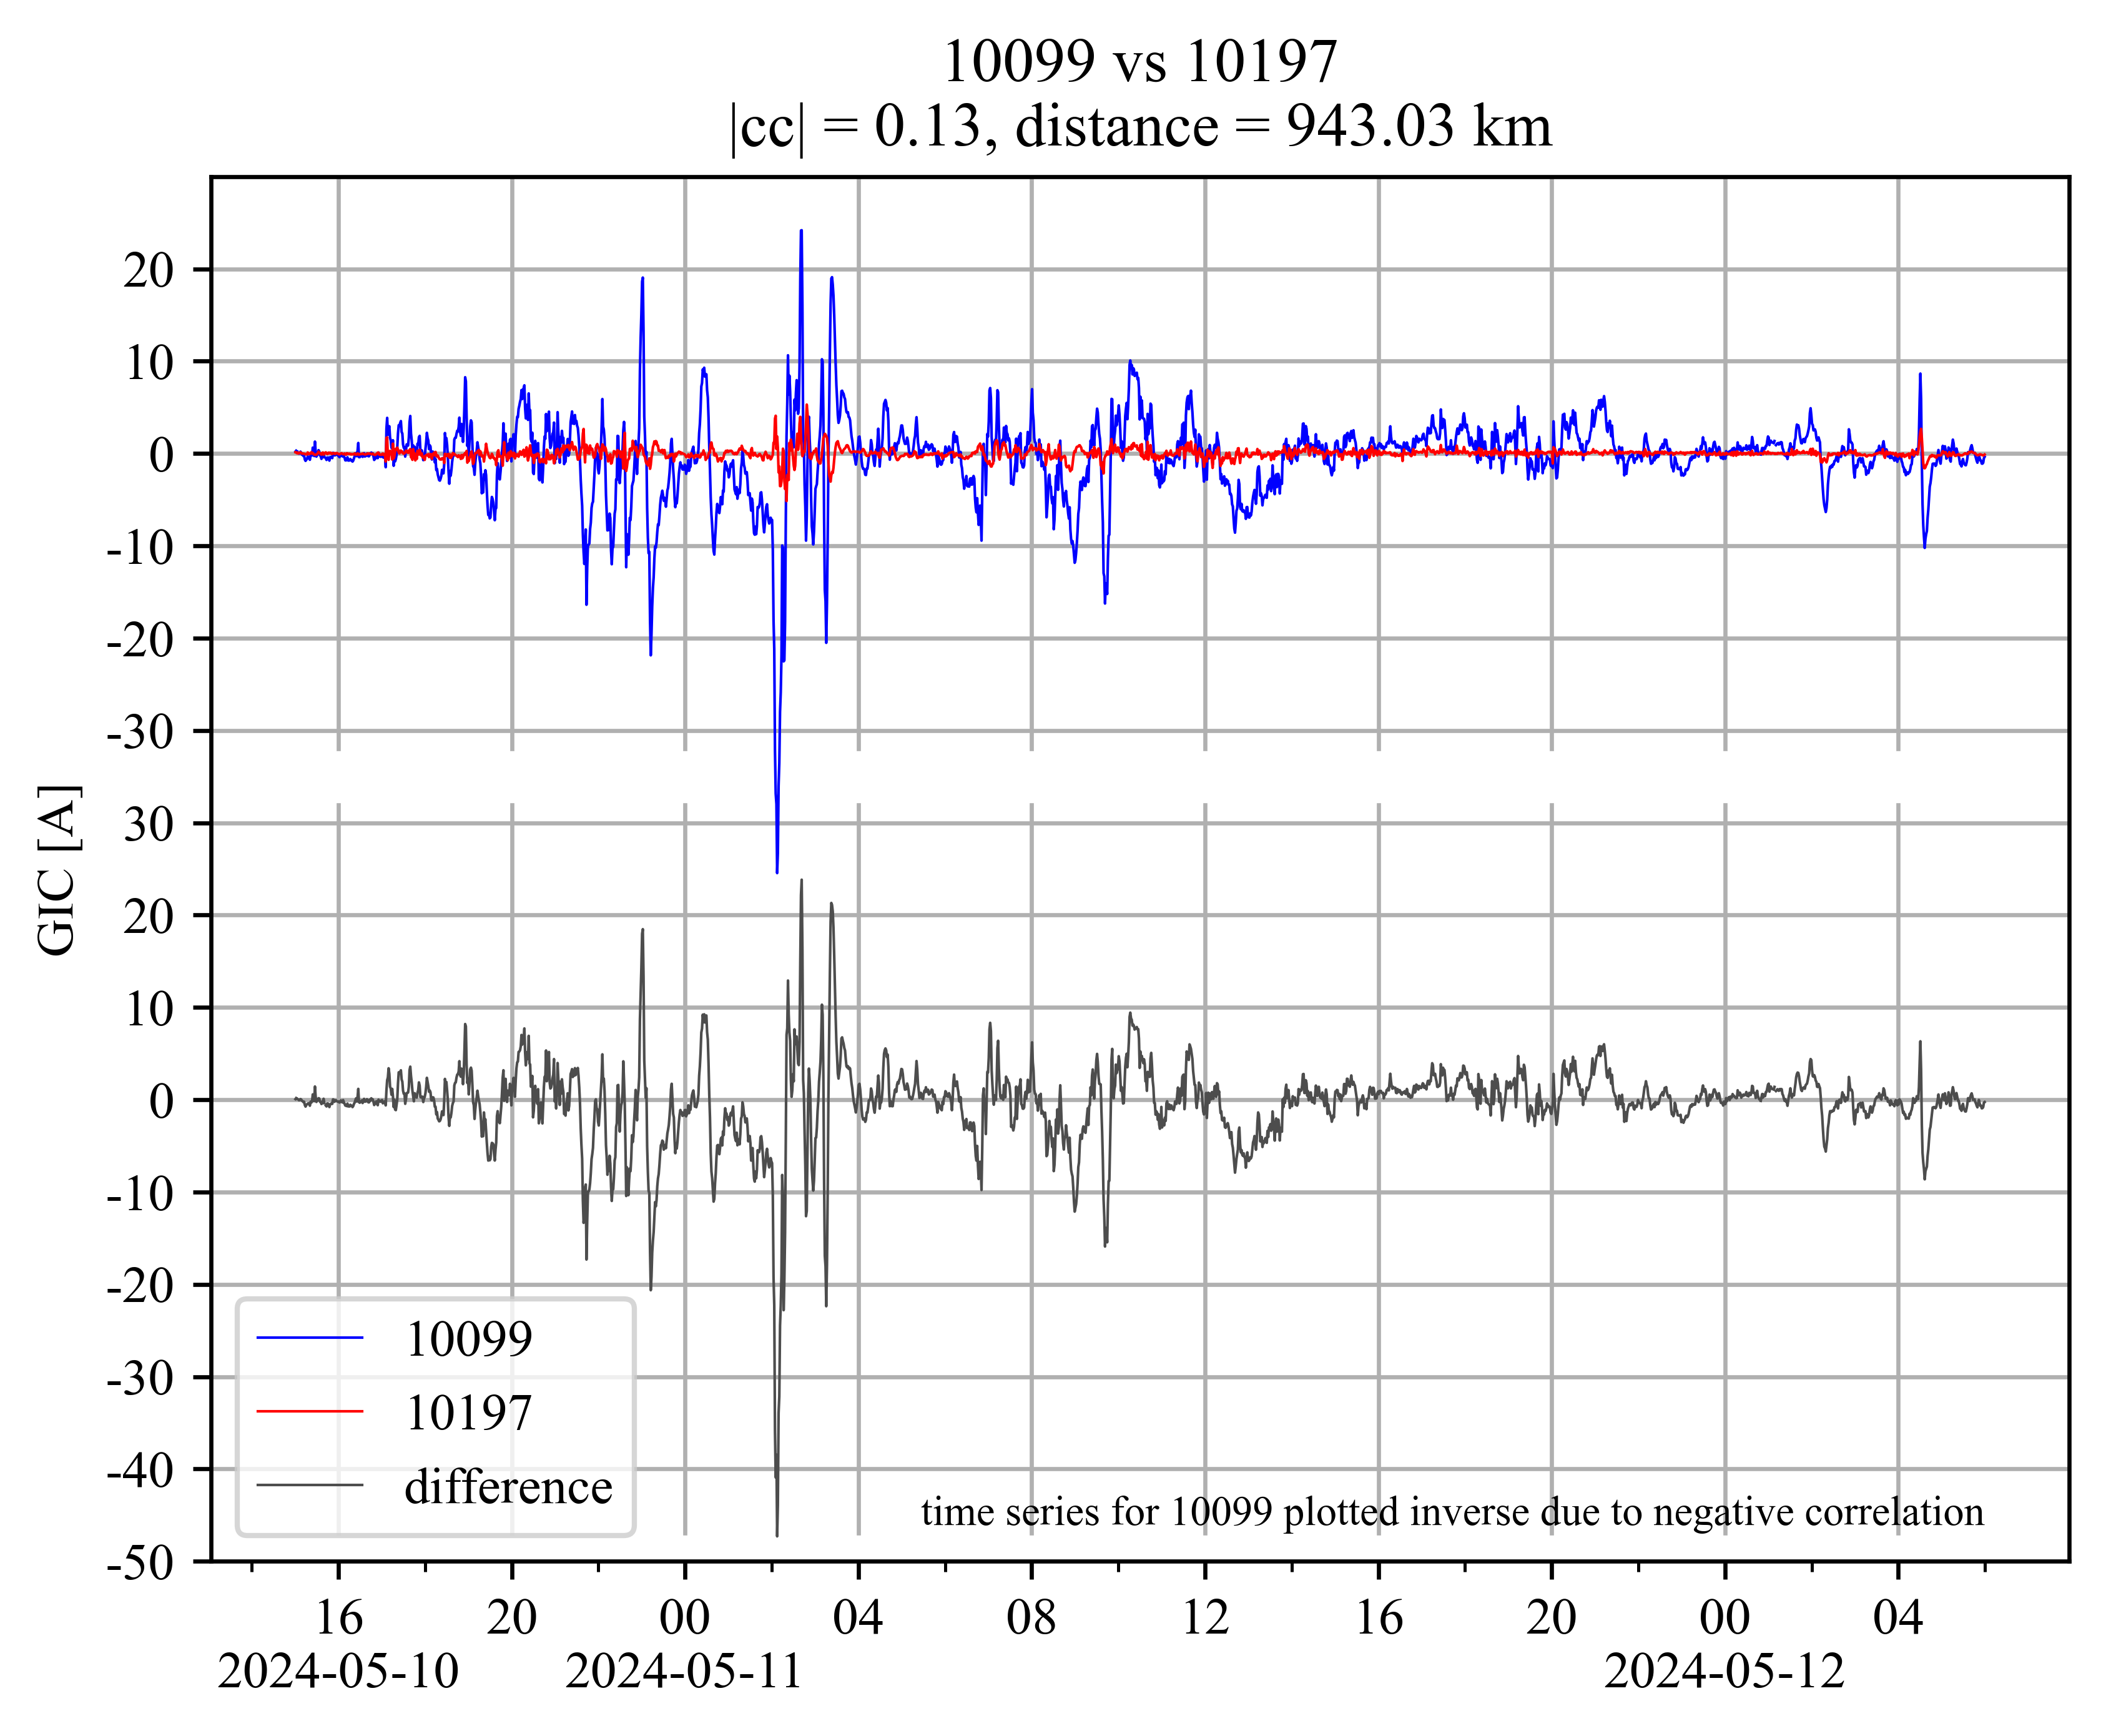 10099 vs 10197
|cc| = 0.13, distance = 943.03 km
GIC [A]
20
10
0
-10
-20
-30
30
20
10
0
-10
-20
-30
-40
-50
10099
10197
difference
time series for 10099 plotted inverse due to negative correlation
16 20 00 04 08 12 16 20 00 04
2024-05-10 2024-05-11 2024-05-12